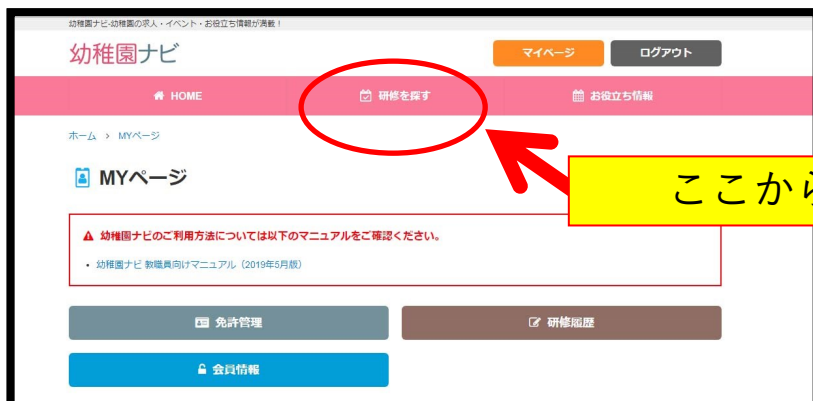 幼稚園ナビ-幼稚園の求人・イベント・お役立ち情報が満載！
幼稚園ナビ
マイページ ログアウト
HOME 研修を探す お役立ち情報
ホーム > MYページ
MYページ
ここから
幼稚園ナビのご利用方法については以下のマニュアルをご確認ください。
• 幼稚園ナビ 教職員向けマニュアル（2019年5月版）
免許管理 研修履歴
会員情報